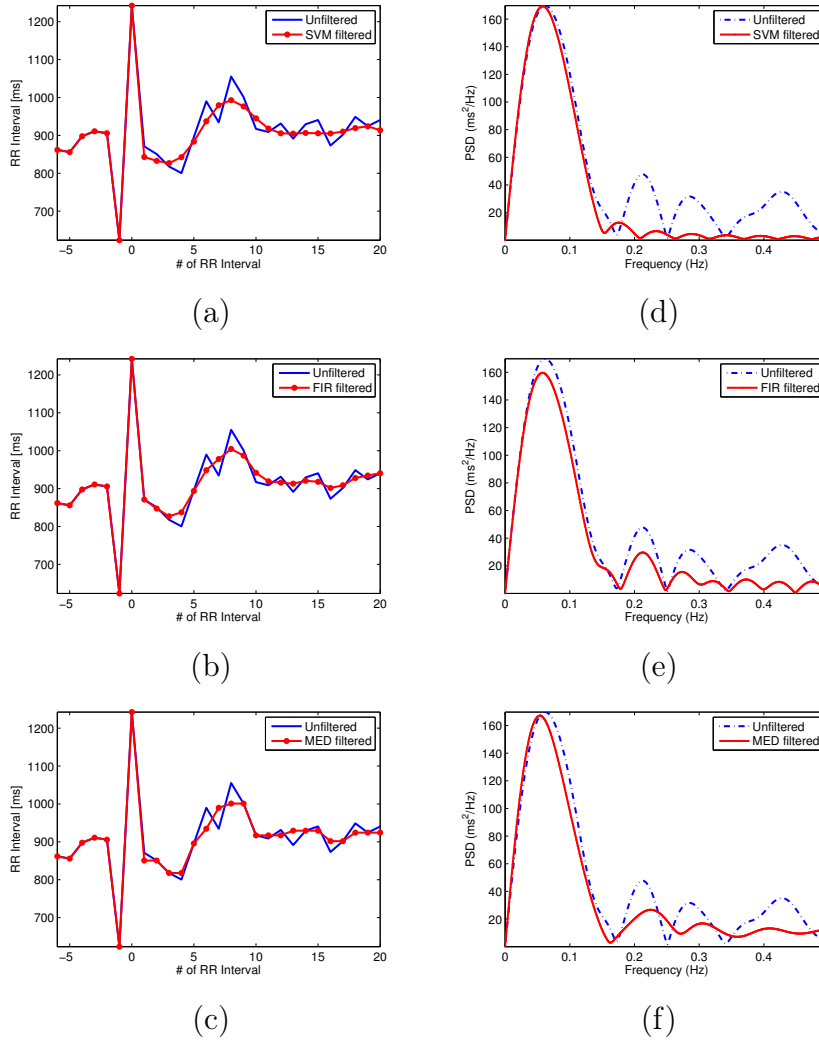 1200
1100
1000
900
800
700
RR Interval [ms]
−5 0 5 10 15 20
# of RR Interval
Unfiltered
SVM filtered
(a)
160
140
120
100
80
60
40
20
PSD (ms²/Hz)
0 0.1 0.2 0.3 0.4
Frequency (Hz)
Unfiltered
SVM filtered
(d)
1200
1100
1000
900
800
700
RR Interval [ms]
−5 0 5 10 15 20
# of RR Interval
Unfiltered
FIR filtered
(b)
160
140
120
100
80
60
40
20
PSD (ms²/Hz)
0 0.1 0.2 0.3 0.4
Frequency (Hz)
Unfiltered
FIR filtered
(e)
1200
1100
1000
900
800
700
RR Interval [ms]
−5 0 5 10 15 20
# of RR Interval
Unfiltered
MED filtered
(c)
160
140
120
100
80
60
40
20
PSD (ms²/Hz)
0 0.1 0.2 0.3 0.4
Frequency (Hz)
Unfiltered
MED filtered
(f)